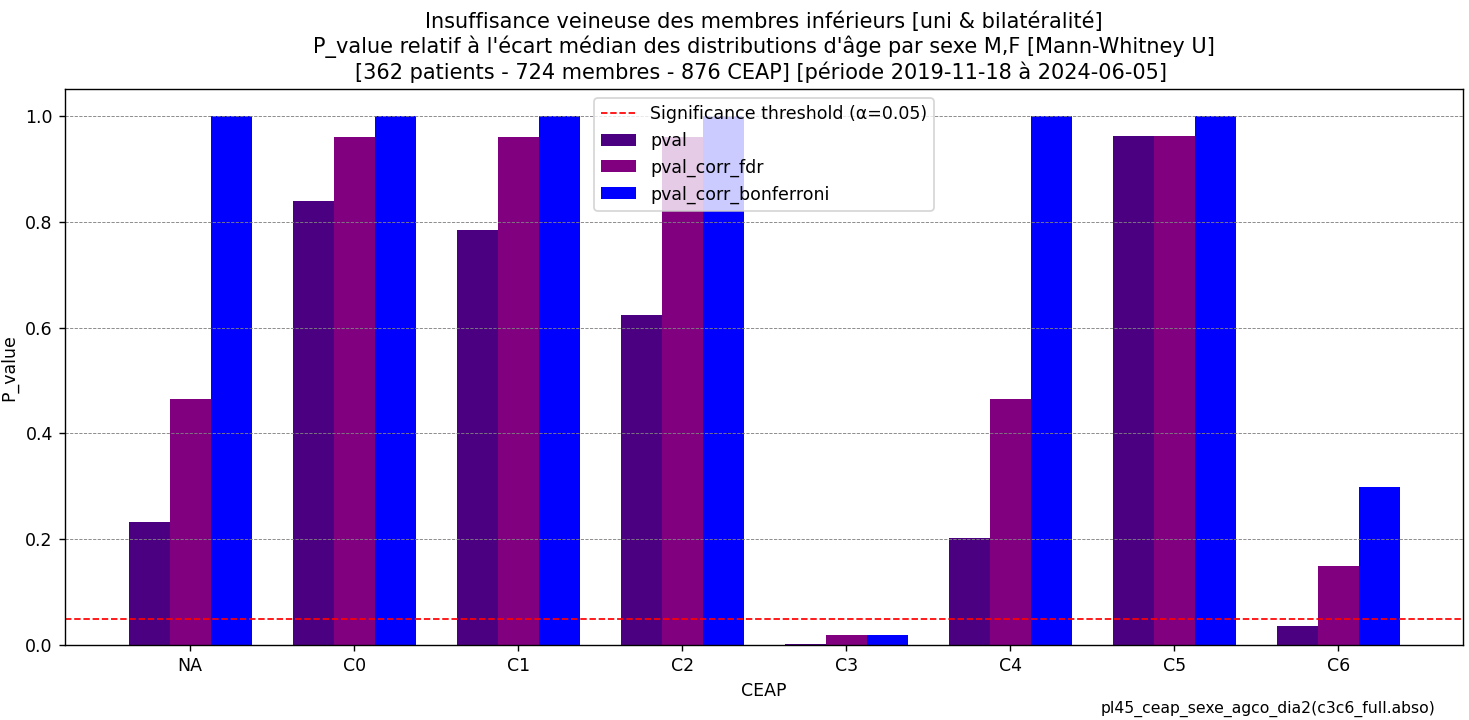 Insuffisance veineuse des membres inférieurs [uni & bilatéralité]
P_value relatif à l'écart médian des distributions d'âge par sexe M,F [Mann-Whitney U]
[362 patients - 724 membres - 876 CEAP] [période 2019-11-18 à 2024-06-05]
Significance threshold (α=0.05)
pval
pval_corr_fdr
pval_corr_bonferroni
P_value
1.0
0.8
0.6
0.4
0.2
0.0
NA C0 C1 C2 C3 C4 C5 C6
CEAP
pl45_ceap_sexe_agco_dia2(c3c6_full.abso)